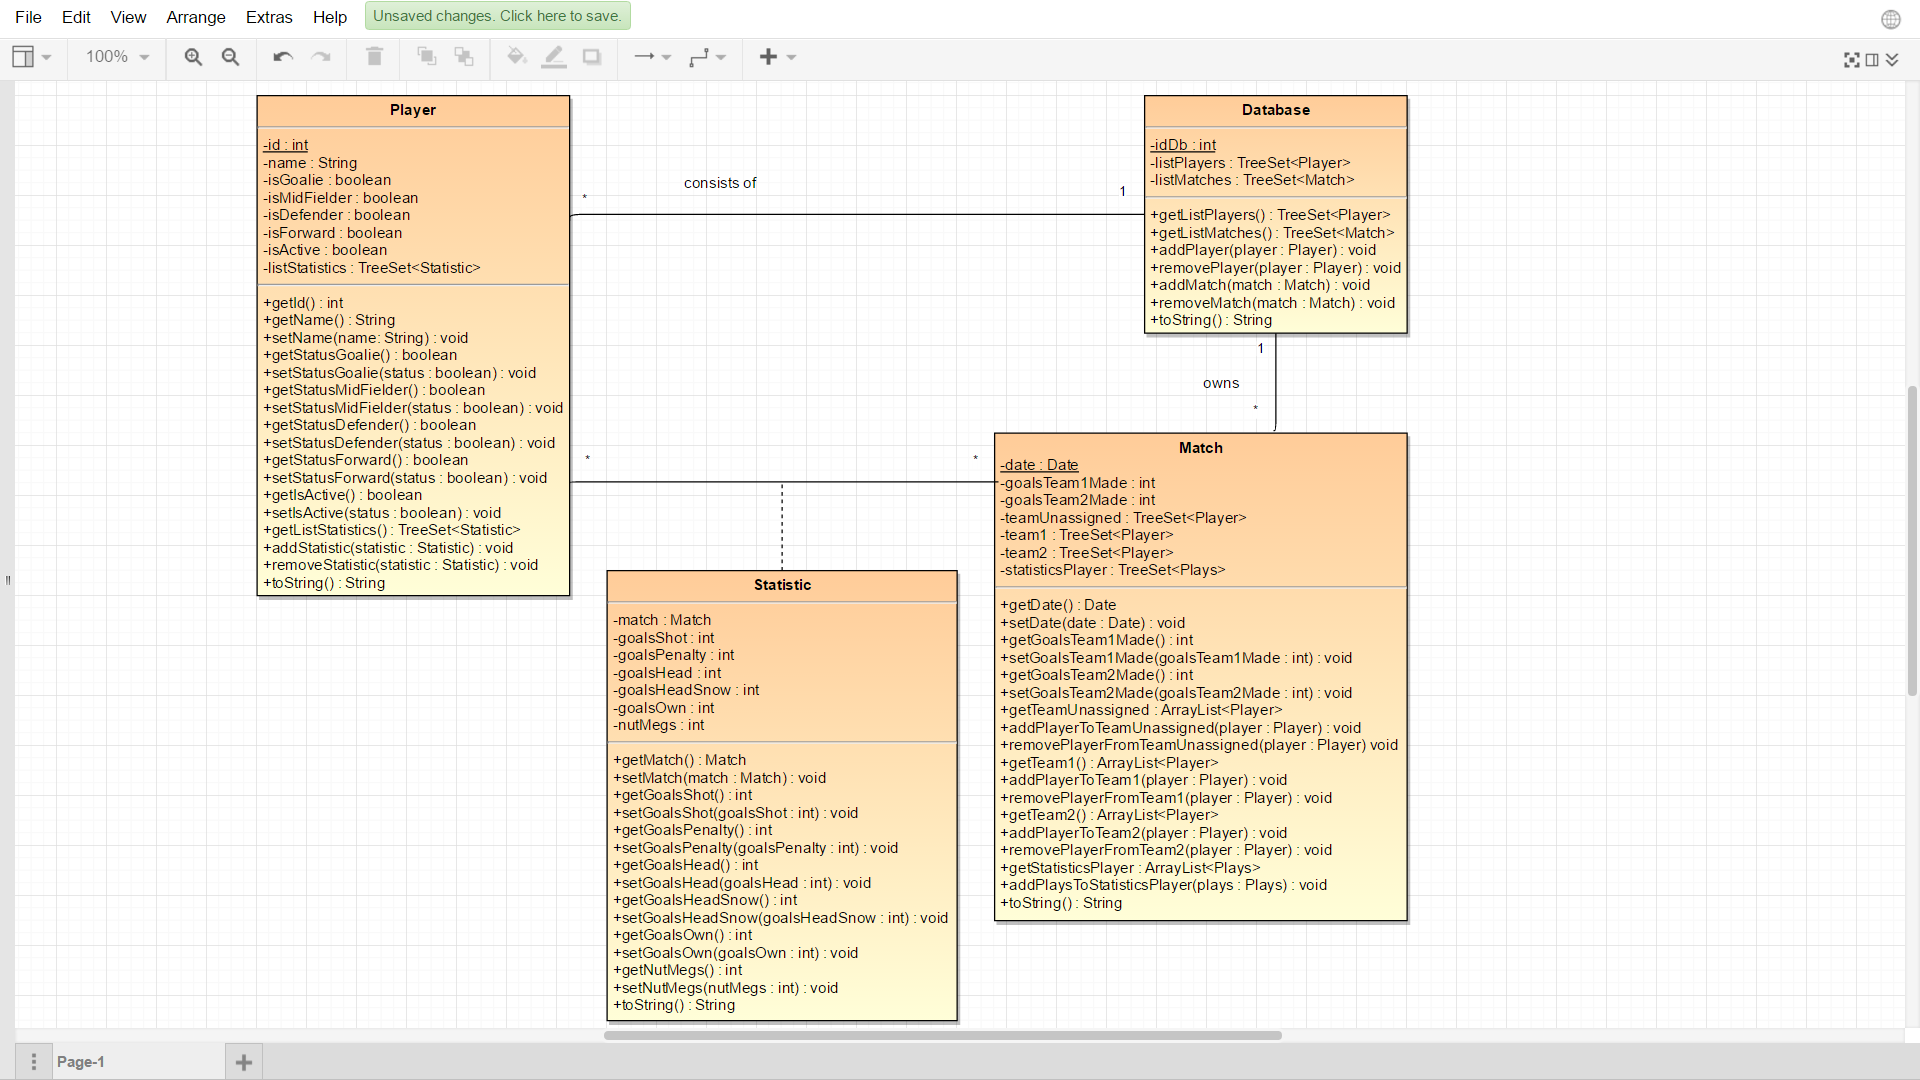 File Edit View Arrange Extras Help Unsaved changes. Click here to save.
100%
Player
-id : int
-name : String
-isGoalie : boolean
-isMidFielder : boolean
-isDefender : boolean
-isForward : boolean
-isActive : boolean
-listStatistics : TreeSet<Statistic>
+getId() : int
+getName() : String
+setName(name: String) : void
+getStatusGoalie() : boolean
+setStatusGoalie(status : boolean) : void
+getStatusMidFielder() : boolean
+setStatusMidFielder(status : boolean) : void
+getStatusDefender() : boolean
+setStatusDefender(status : boolean) : void
+getStatusForward() : boolean
+setStatusForward(status : boolean) : void
+getIsActive() : boolean
+setIsActive(status : boolean) : void
+getListStatistics() : TreeSet<Statistic>
+addStatistic(statistic : Statistic) : void
+removeStatistic(statistic : Statistic) : void
+toString() : String
consists of
*
1
Database
-idDb : int
-listPlayers : TreeSet<Player>
-listMatches : TreeSet<Match>
+getListPlayers() : TreeSet<Player>
+getListMatches() : TreeSet<Match>
+addPlayer(player : Player) : void
+removePlayer(player : Player) : void
+addMatch(match : Match) : void
+removeMatch(match : Match) : void
+toString() : String
1
owns
*
*
*
Match
-date : Date
-goalsTeam1Made : int
-goalsTeam2Made : int
-teamUnassigned : TreeSet<Player>
-team1 : TreeSet<Player>
-team2 : TreeSet<Player>
-statisticsPlayer : TreeSet<Plays>
+getDate() : Date
+setDate(date : Date) : void
+getGoalsTeam1Made() : int
+setGoalsTeam1Made(goalsTeam1Made : int) : void
+getGoalsTeam2Made() : int
+setGoalsTeam2Made(goalsTeam2Made : int) : void
+getTeamUnassigned : ArrayList<Player>
+addPlayerToTeamUnassigned(player : Player) : void
+removePlayerFromTeamUnassigned(player : Player) void
+getTeam1() : ArrayList<Player>
+addPlayerToTeam1(player : Player) : void
+removePlayerFromTeam1(player : Player) : void
+getTeam2() : ArrayList<Player>
+addPlayerToTeam2(player : Player) : void
+removePlayerFromTeam2(player : Player) : void
+getStatisticsPlayer : ArrayList<Plays>
+addPlaysToStatisticsPlayer(plays : Plays) : void
+toString() : String
Statistic
-match : Match
-goalsShot : int
-goalsPenalty : int
-goalsHead : int
-goalsHeadSnow : int
-goalsOwn : int
-nutMegs : int
+getMatch() : Match
+setMatch(match : Match) : void
+getGoalsShot() : int
+setGoalsShot(goalsShot : int) : void
+getGoalsPenalty() : int
+setGoalsPenalty(goalsPenalty : int) : void
+getGoalsHead() : int
+setGoalsHead(goalsHead : int) : void
+getGoalsHeadSnow() : int
+setGoalsHeadSnow(goalsHeadSnow : int) : void
+getGoalsOwn() : int
+setGoalsOwn(goalsOwn : int) : void
+getNutMegs() : int
+setNutMegs(nutMegs : int) : void
+toString() : String
Page-1